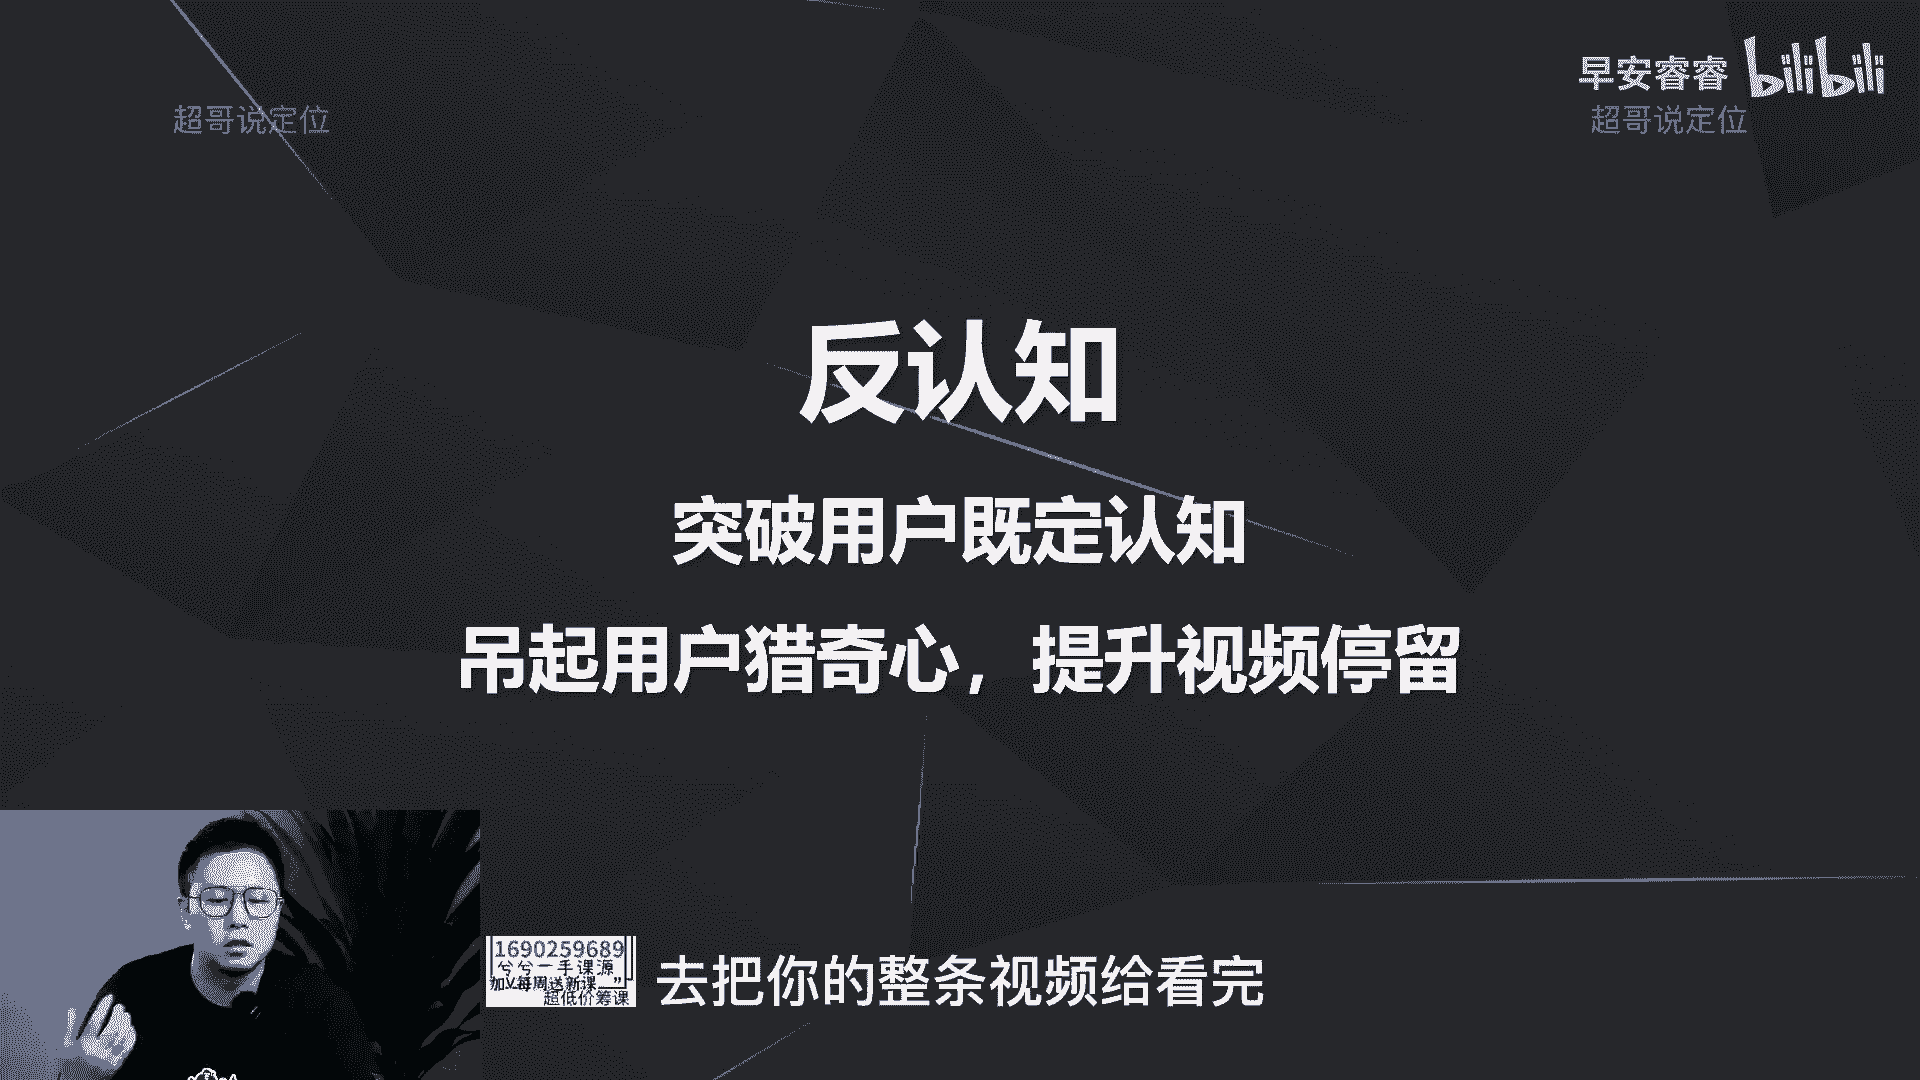 早安睿睿 bilibili
超哥说定位
超哥说定位
反认知
突破用户既定认知
吊起用户猎奇心，提升视频停留
1690259689
兮兮一手课源
加V每周送新课
超低价筹课
去把你的整条视频给看完